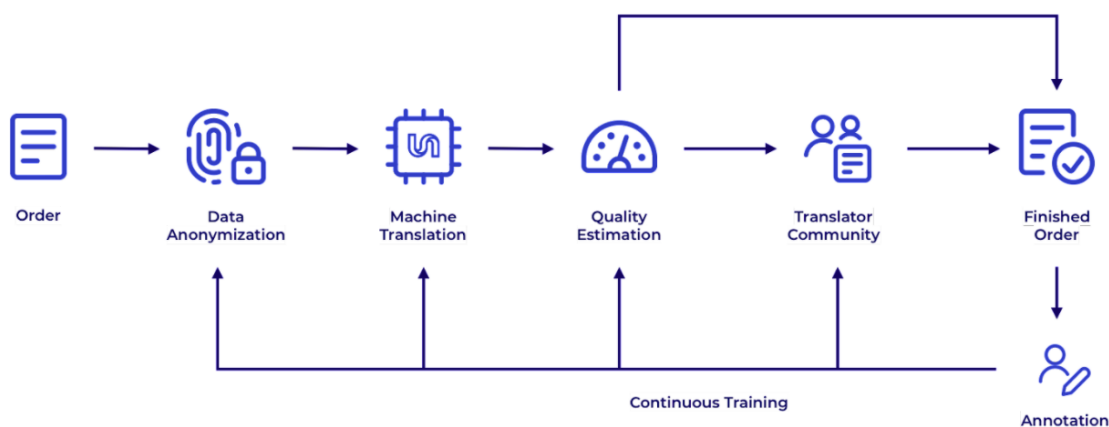 Order
Data
Anonymization
Machine
Translation
Quality
Estimation
Translator
Community
Finished
Order
Continuous Training
Annotation